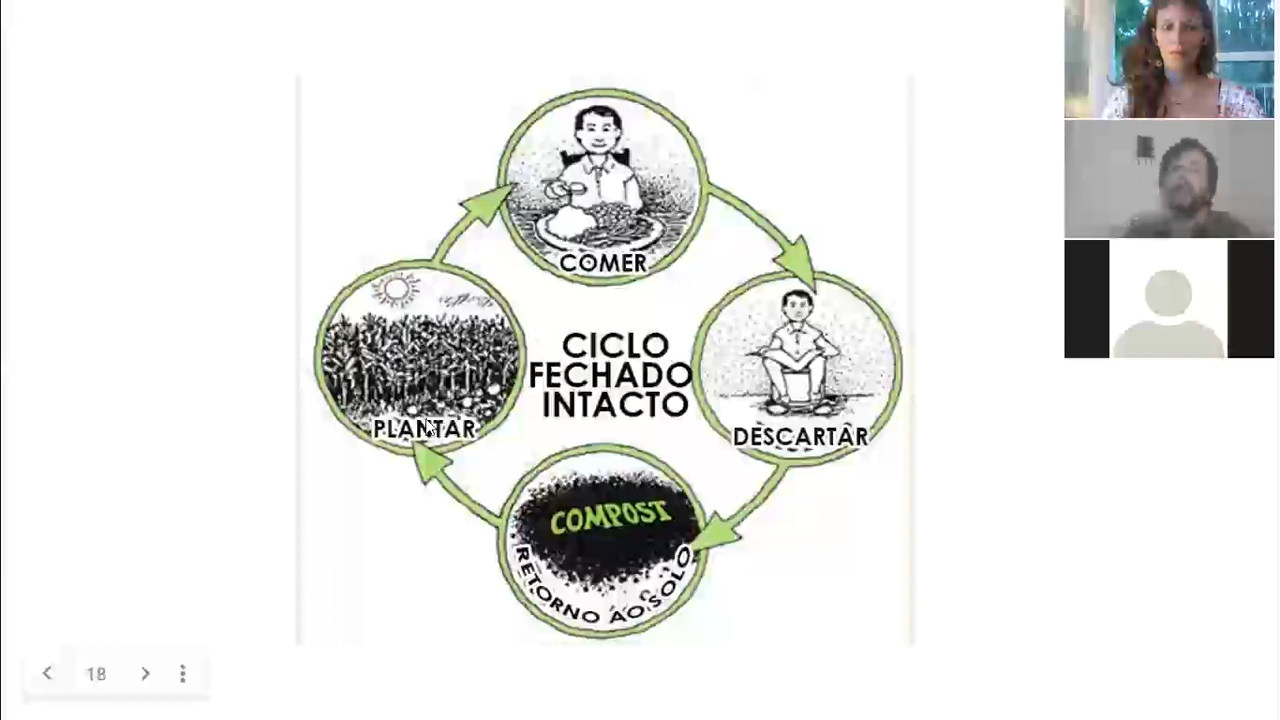 COMER
CICLO
FECHADO
INTACTO
PLANTAR
DESCARTAR
COMPOST
RETORNO AO SOLO
18